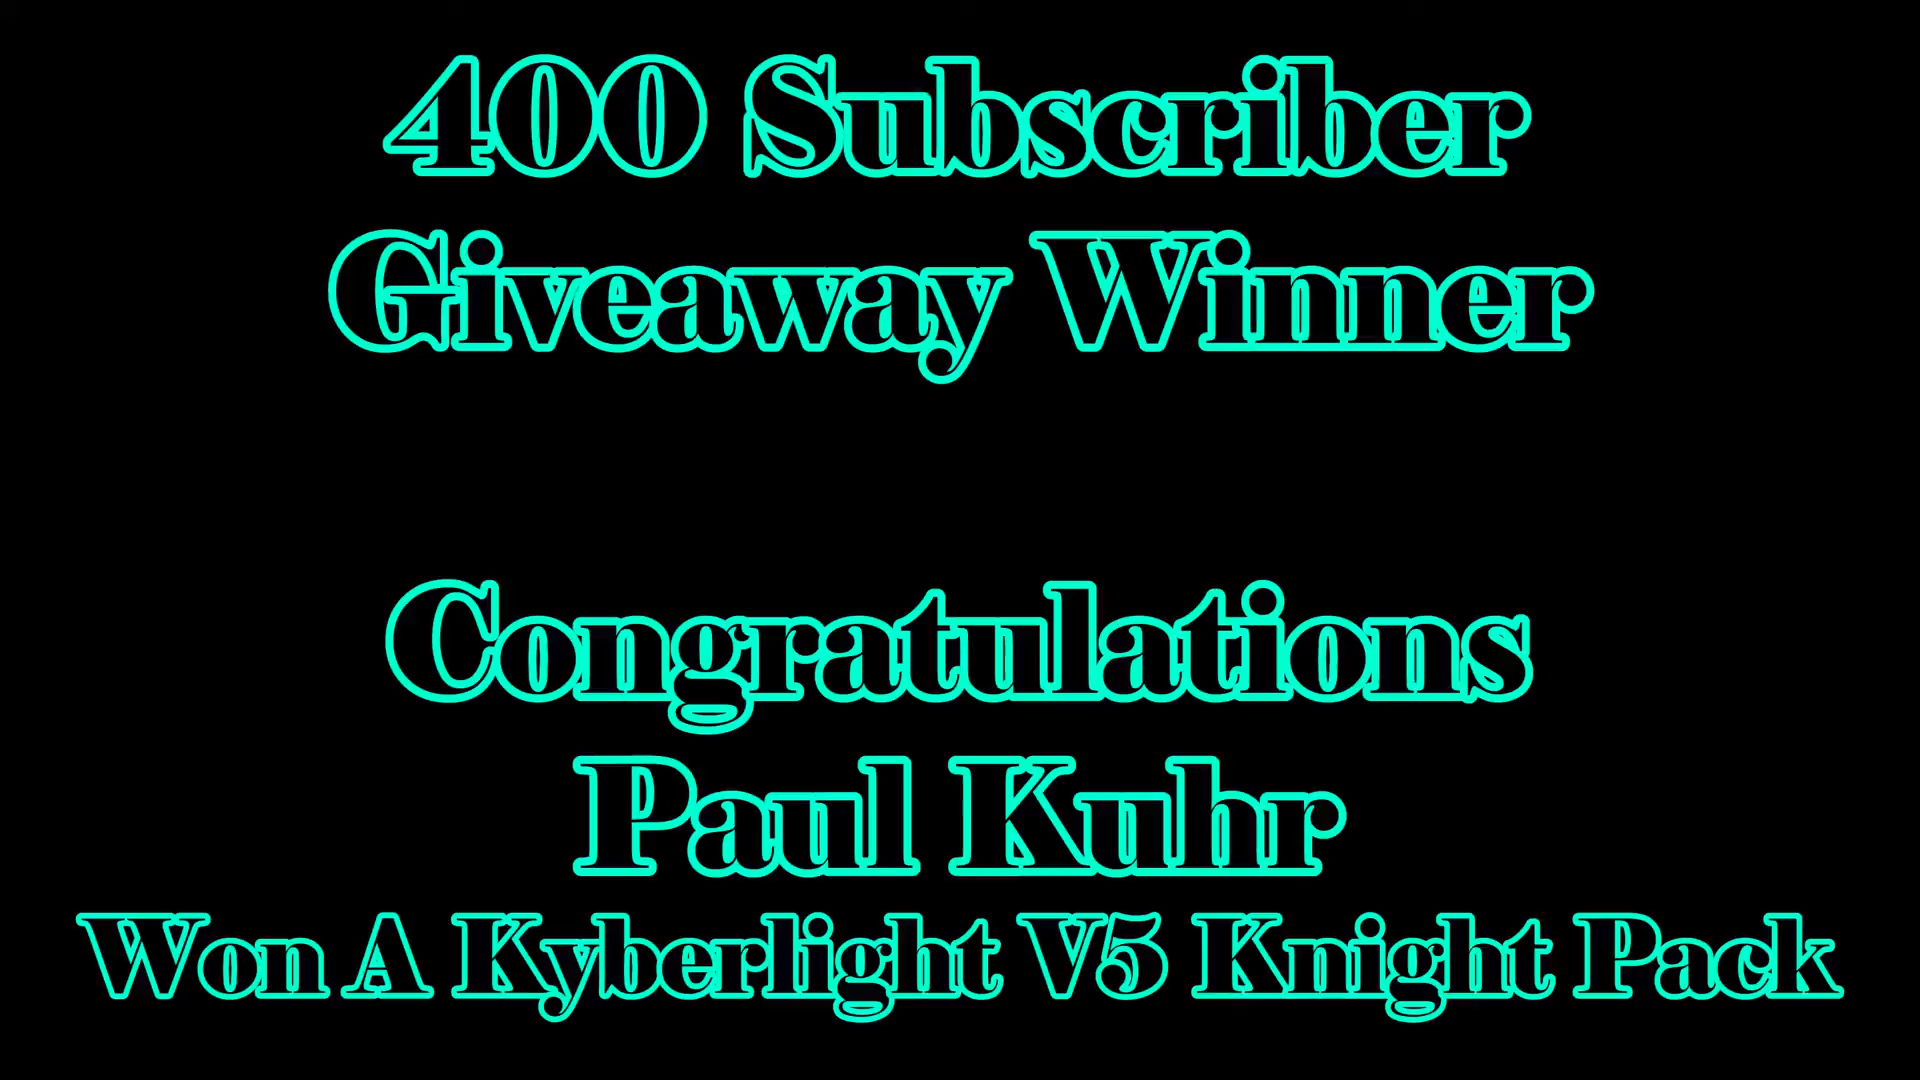 400 Subscriber
Giveaway Winner
Congratulations
Paul Kuhr
Won A Kyberlight V5 Knight Pack